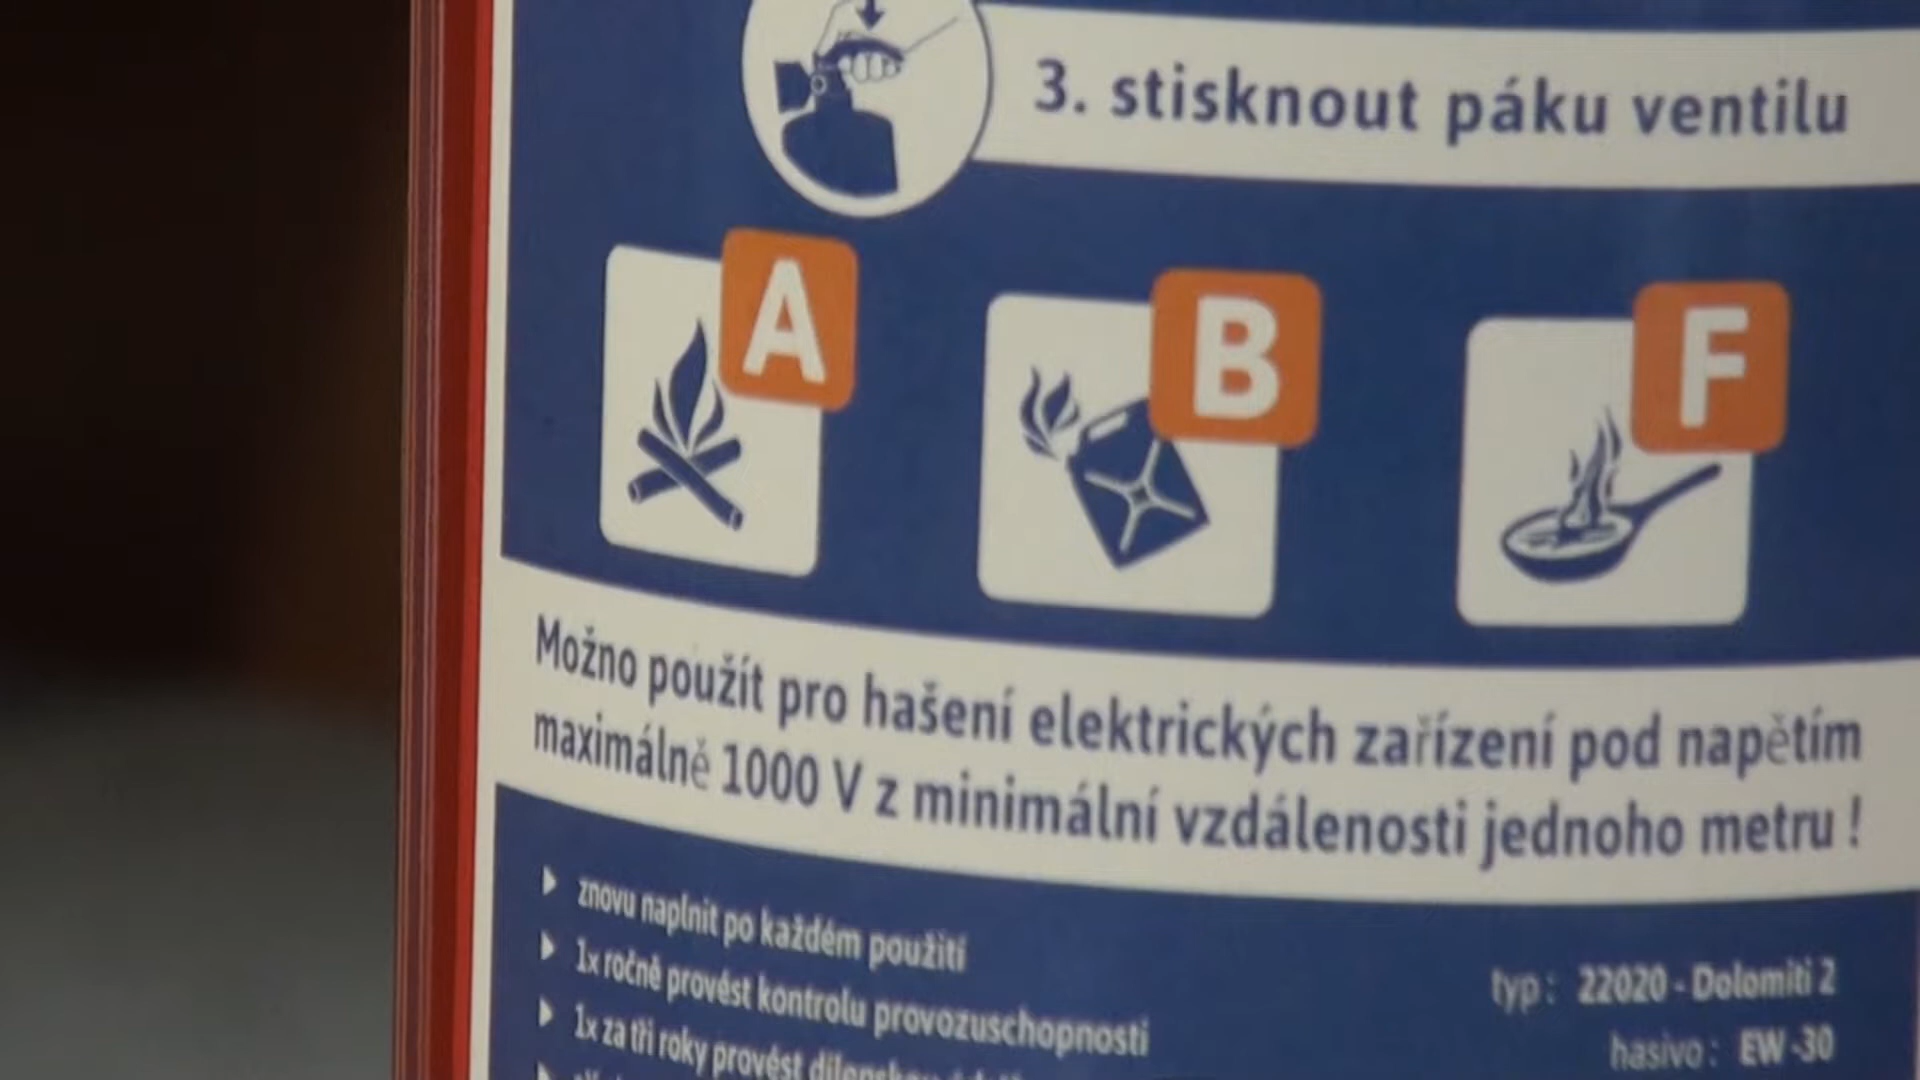 3. stisknout páku ventilu
A
B
F
Možno použít pro hašení elektrických zařízení pod napětím
maximálně 1000 V z minimální vzdálenosti jednoho metru !
znovu naplnit po každém použití
1x ročně provést kontrolu provozuschopnosti
1x za tři roky provést
typ : 22020 - Dolomiti 2
hasivo : EW -30